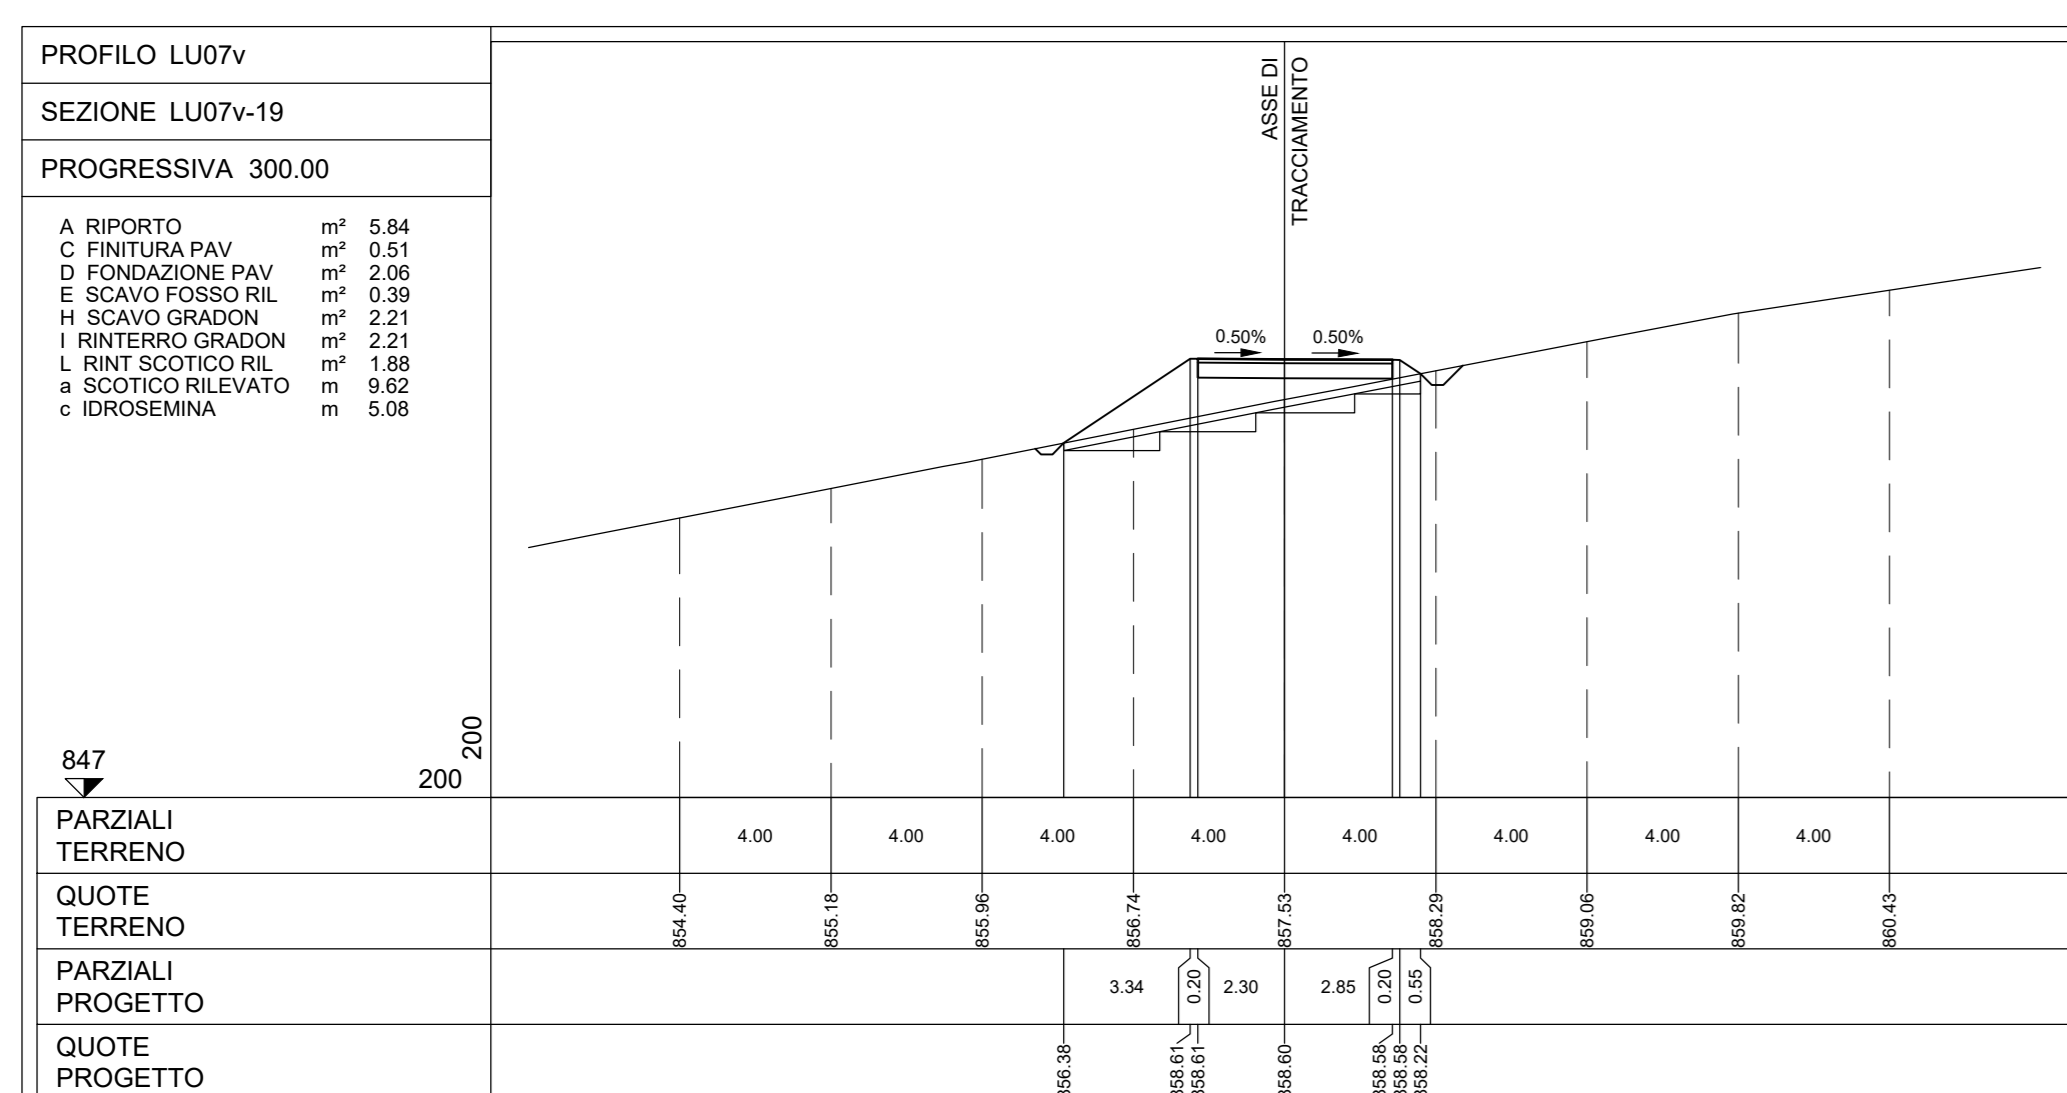 PROFILO LU07v
SEZIONE LU07v-19
PROGRESSIVA 300.00
A RIPORTO m² 5.84
C FINITURA PAV m² 0.51
D FONDAZIONE PAV m² 2.06
E SCAVO FOSSO RIL m² 0.39
H SCAVO GRADON m² 2.21
I RINTERRO GRADON m² 2.21
L RINT SCOTICO RIL m² 1.88
a SCOTICO RILEVATO m 9.62
c IDROSEMINA m 5.08
ASSE DI
TRACCIAMENTO
0.50% 0.50%
847
200
200
PARZIALI
TERRENO
4.00 4.00 4.00 4.00 4.00 4.00 4.00 4.00
QUOTE
TERRENO
854.40 855.18 855.96 856.74 857.53 858.29 859.06 859.82 860.43
PARZIALI
PROGETTO
3.34 0.20 2.30 2.85 0.20 0.55
QUOTE
PROGETTO
856.38 858.61 858.61 858.60 858.58 858.58 858.22